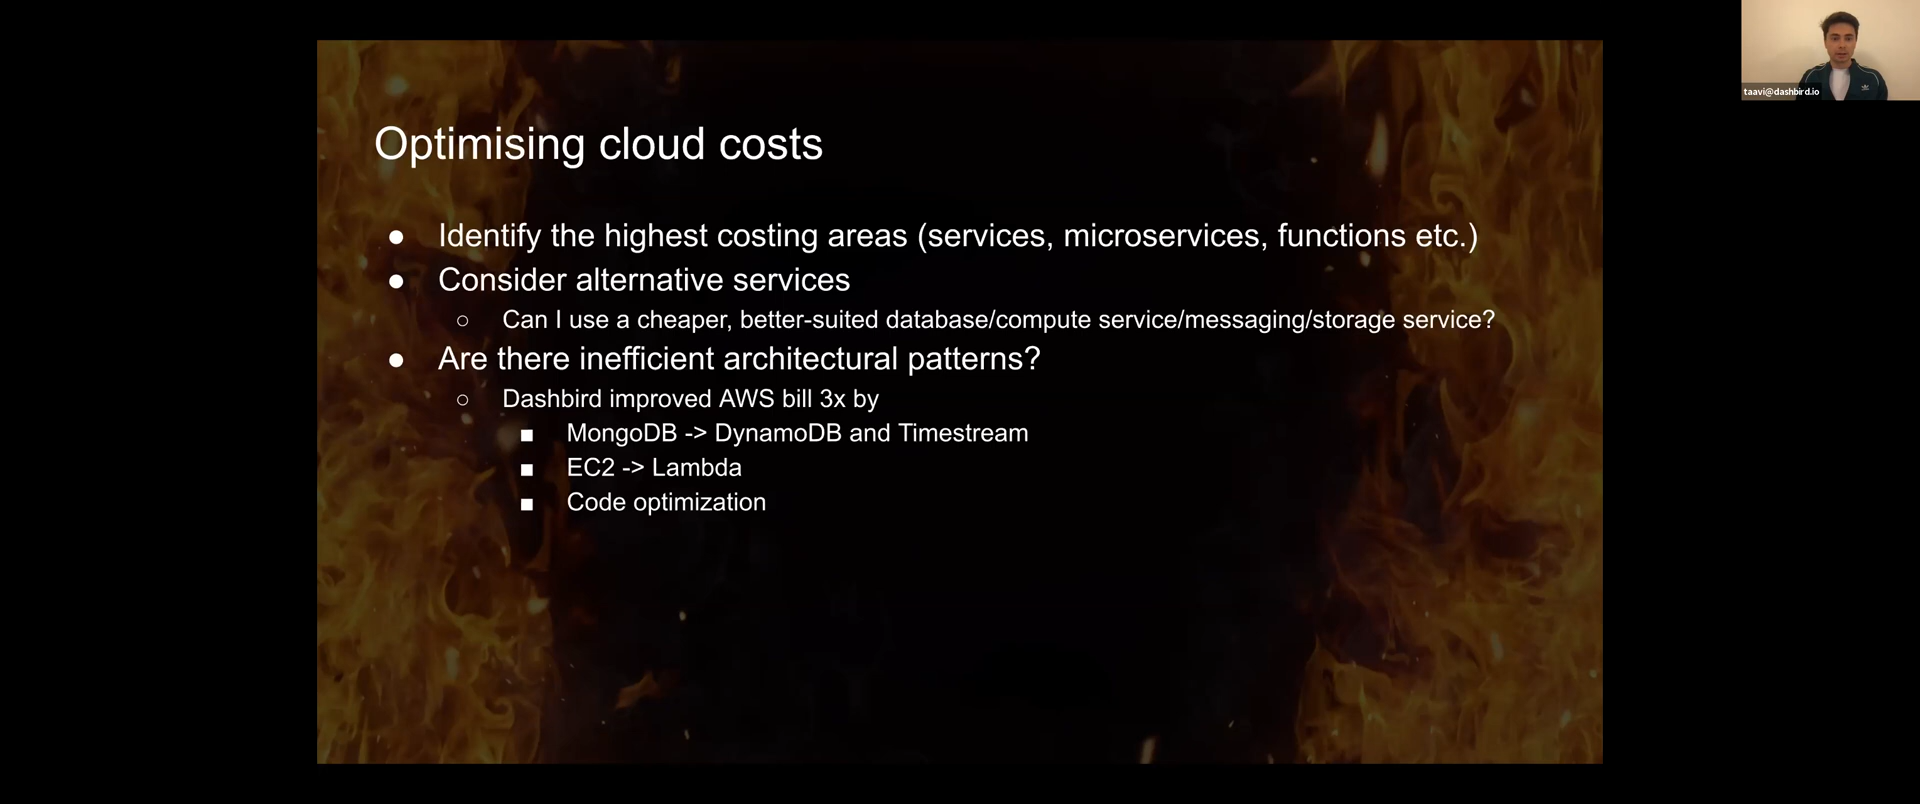 Optimising cloud costs
● Identify the highest costing areas (services, microservices, functions etc.)
● Consider alternative services
○ Can I use a cheaper, better-suited database/compute service/messaging/storage service?
● Are there inefficient architectural patterns?
○ Dashbird improved AWS bill 3x by
■ MongoDB -> DynamoDB and Timestream
■ EC2 -> Lambda
■ Code optimization
taavi@dashbird.io